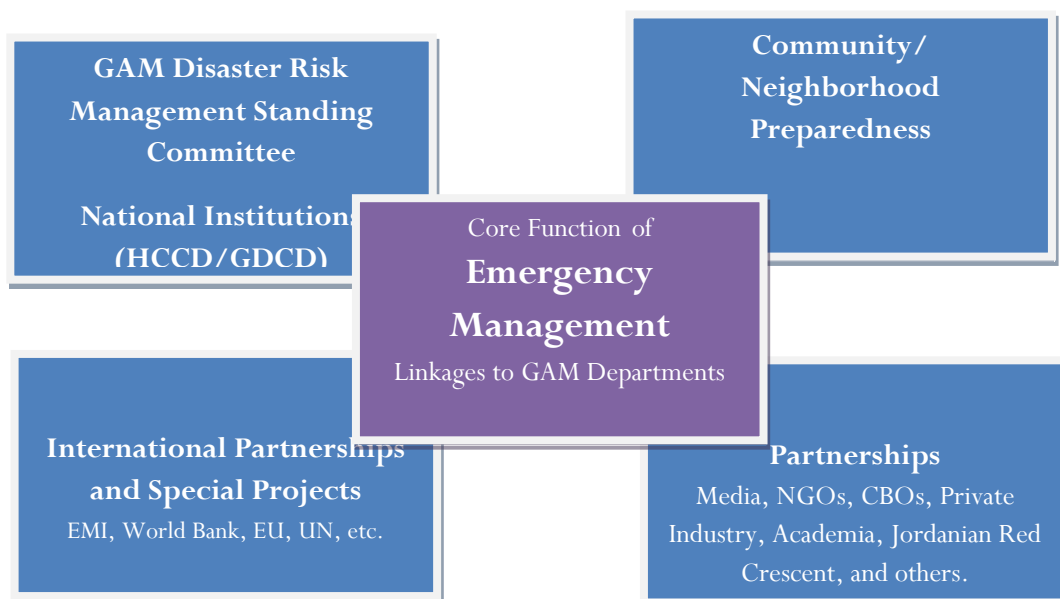 GAM Disaster Risk
Management Standing
Committee
National Institutions
(HCCD/GDCD)
Community/
Neighborhood
Preparedness
Core Function of
Emergency
Management
Linkages to GAM Departments
International Partnerships
and Special Projects
EMI, World Bank, EU, UN, etc.
Partnerships
Media, NGOs, CBOs, Private
Industry, Academia, Jordanian Red
Crescent, and others.